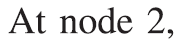 At node 2,